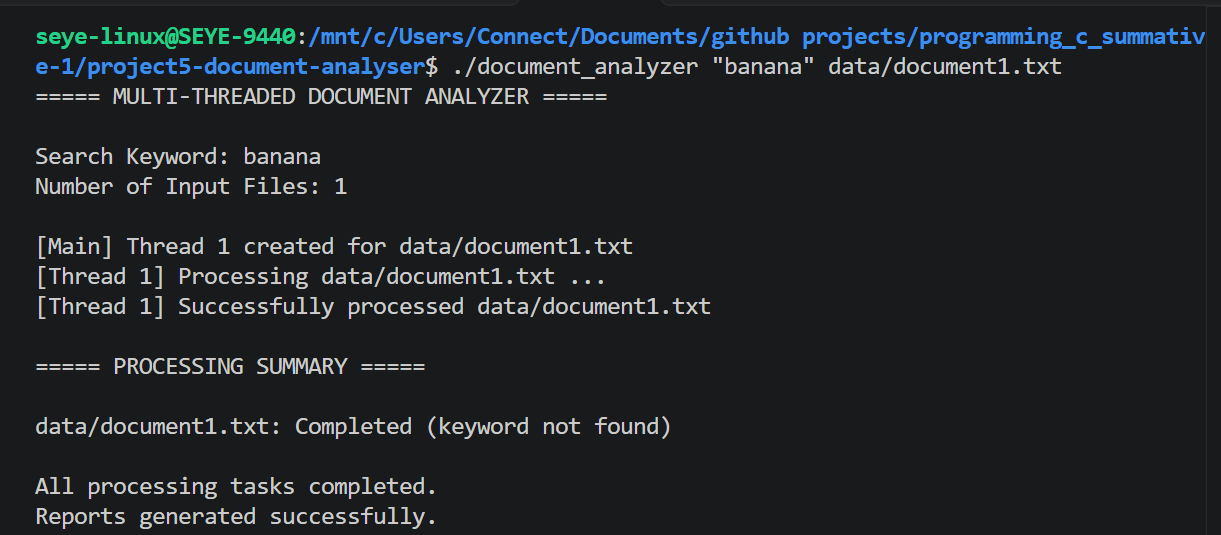 seye-linux@SEYE-9440:/mnt/c/Users/Connect/Documents/github projects/programming_c_summativ
e-1/project5-document-analyser$ ./document_analyzer "banana" data/document1.txt
===== MULTI-THREADED DOCUMENT ANALYZER =====
Search Keyword: banana
Number of Input Files: 1
[Main] Thread 1 created for data/document1.txt
[Thread 1] Processing data/document1.txt ...
[Thread 1] Successfully processed data/document1.txt
===== PROCESSING SUMMARY =====
data/document1.txt: Completed (keyword not found)
All processing tasks completed.
Reports generated successfully.